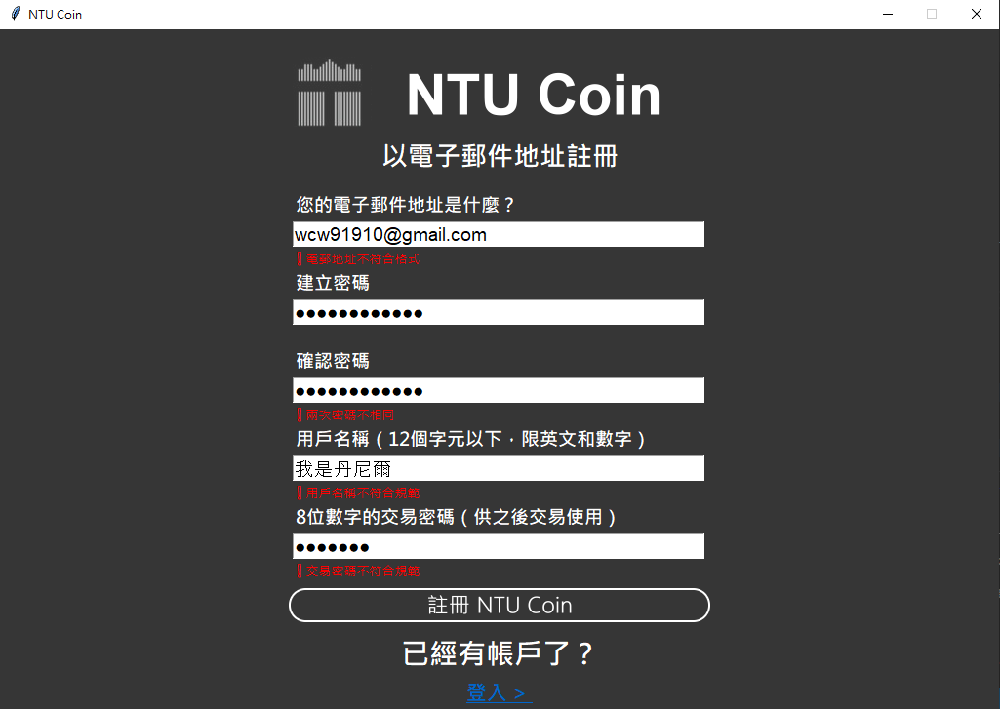 NTU Coin
NTU Coin
以電子郵件地址註冊
您的電子郵件地址是什麼？
wcw91910@gmail.com
！電郵地址不符合格式
建立密碼
●●●●●●●●●●●●
確認密碼
●●●●●●●●●●●●
！兩次密碼不相同
用戶名稱（12個字元以下，限英文和數字）
我是丹尼爾
！用戶名稱不符合規範
8位數字的交易密碼（供之後交易使用）
●●●●●●●
！交易密碼不符合規範
註冊 NTU Coin
已經有帳戶了？
登入 >